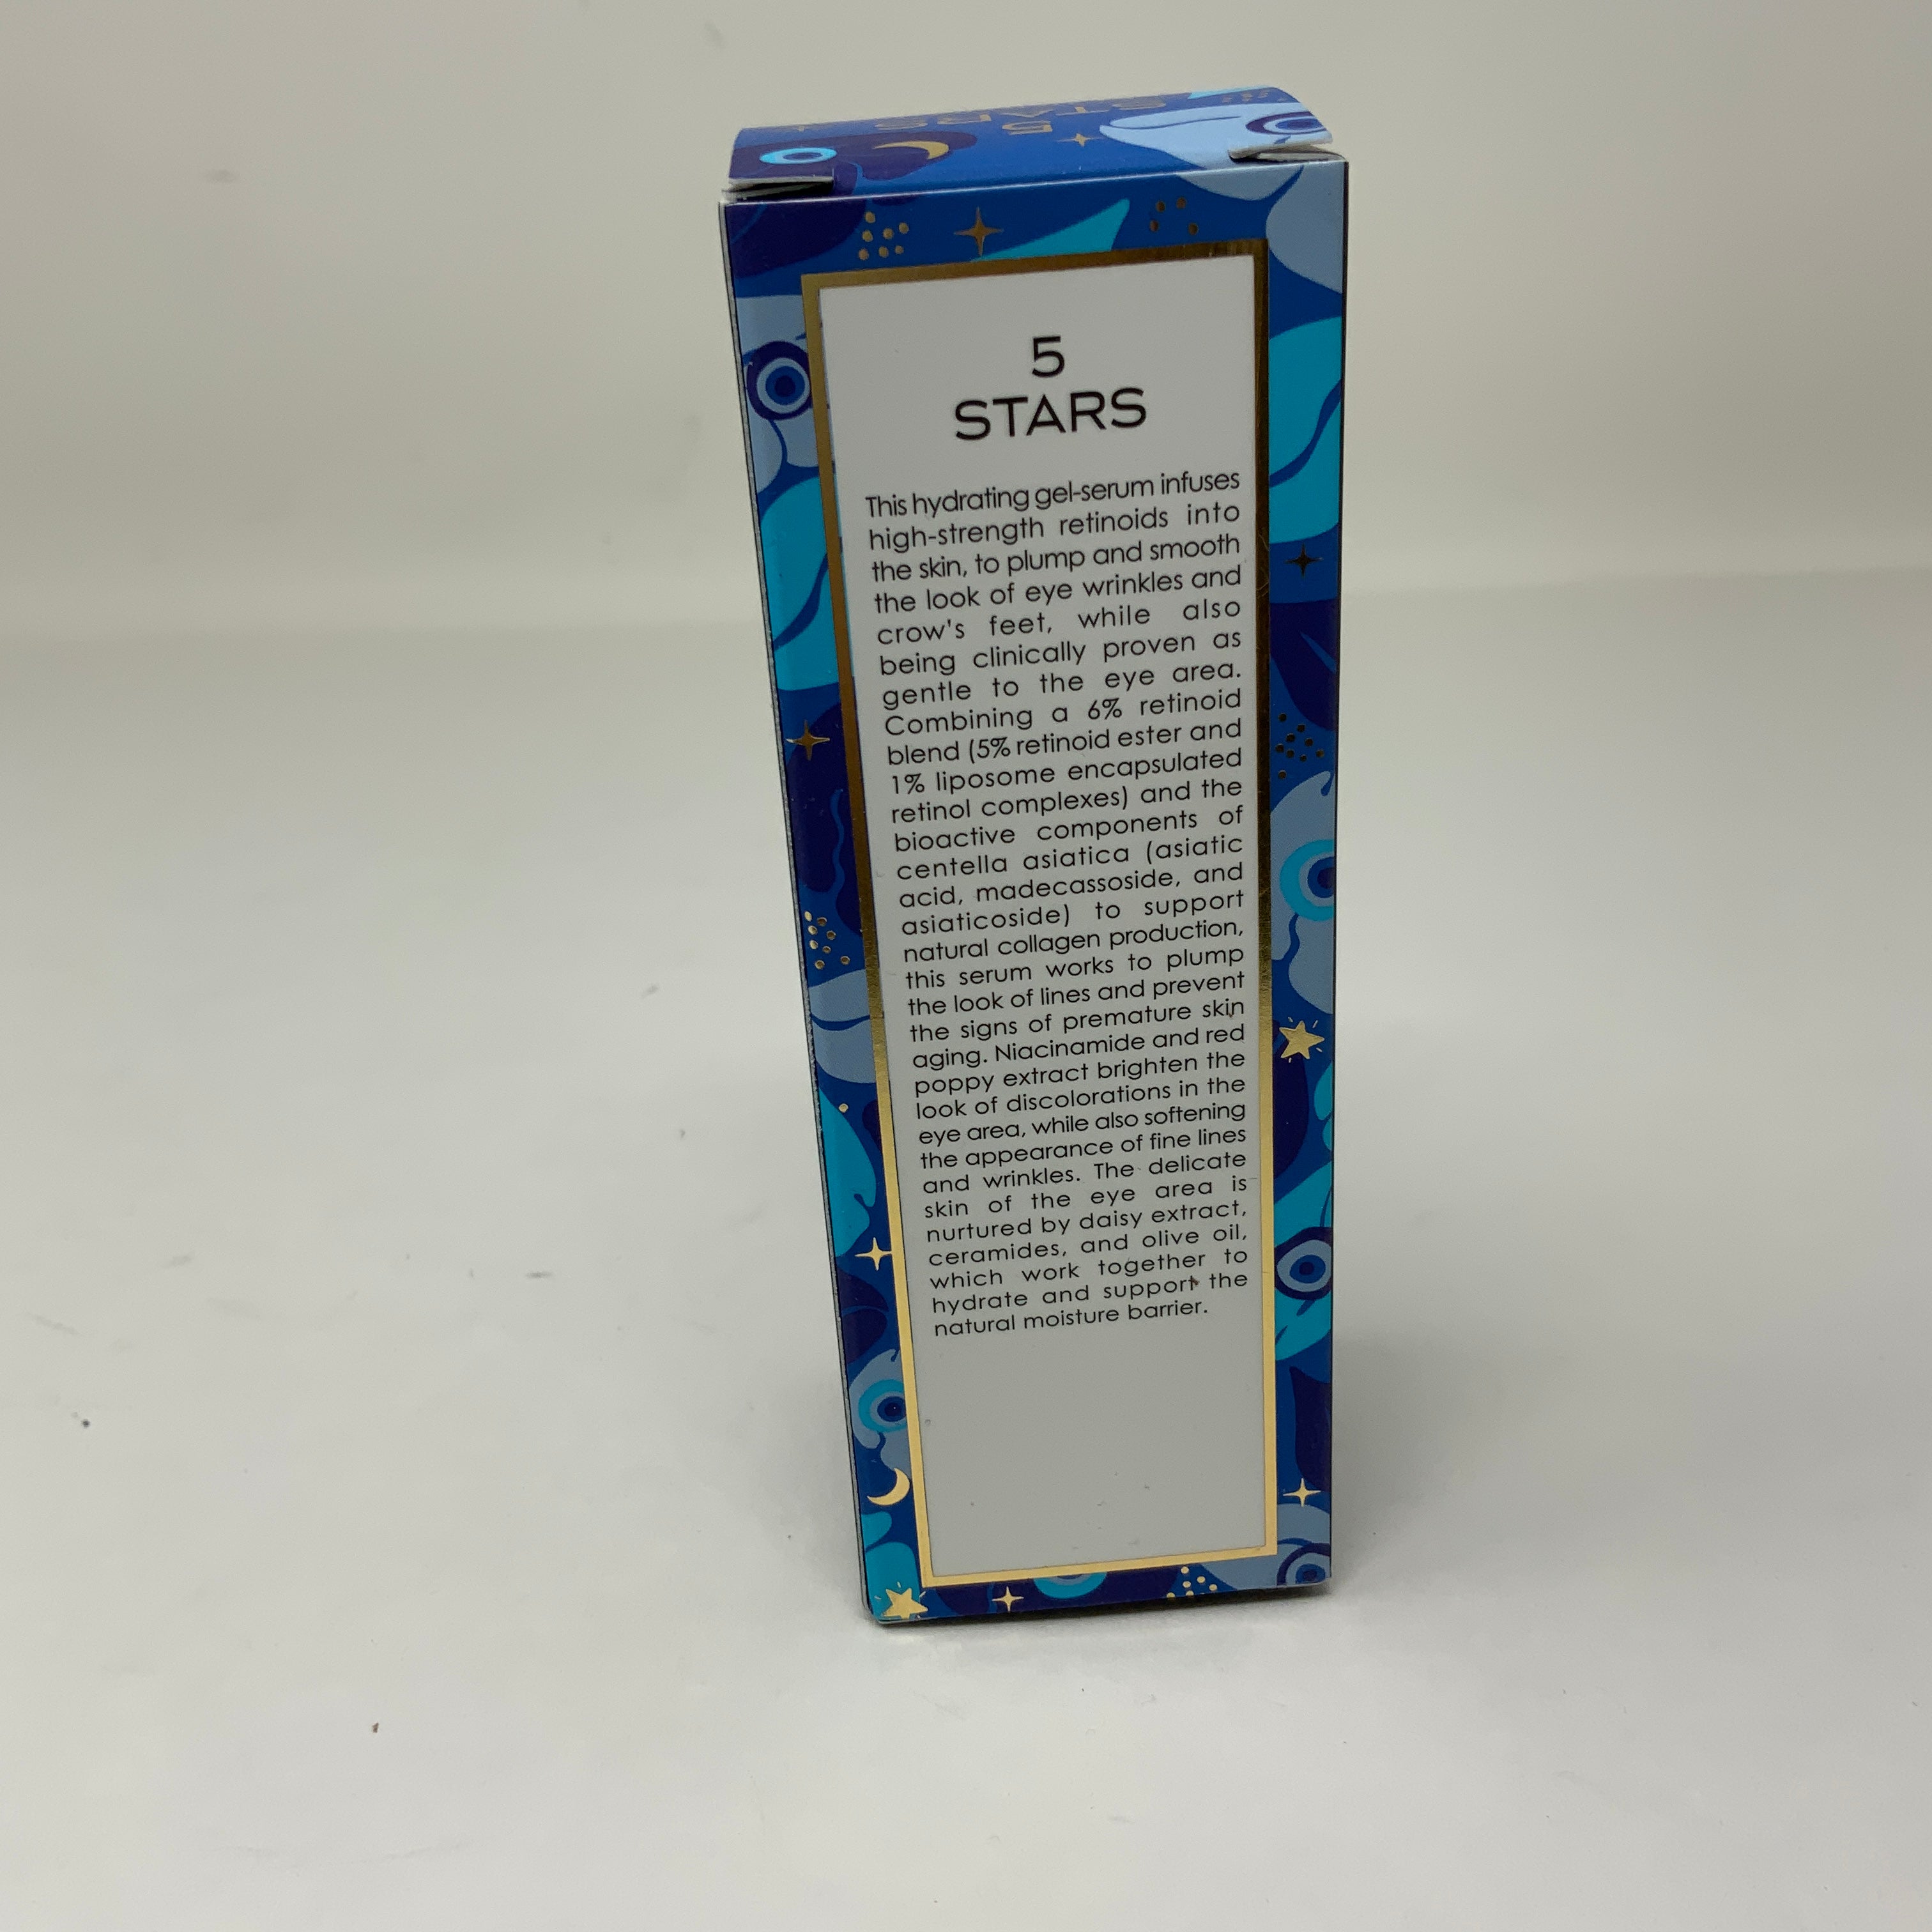 5
STARS
5
STARS
This hydrating gel-serum infuses
high-strength retinoids into
the skin, to plump and smooth
the look of eye wrinkles and
crow's feet, while also
being clinically proven as
gentle to the eye area.
Combining a 6% retinoid
blend (5% retinoid ester and
1% liposome encapsulated
retinol complexes) and the
bioactive components of
centella asiatica (asiatic
acid, madecassoside, and
asiaticoside) to support
natural collagen production,
this serum works to plump
the look of lines and prevent
the signs of premature skin
aging. Niacinamide and red
poppy extract brighten the
look of discolorations in the
eye area, while also softening
the appearance of fine lines
and wrinkles. The delicate
skin of the eye area is
nurtured by daisy extract,
ceramides, and olive oil,
which work together to
hydrate and support the
natural moisture barrier.